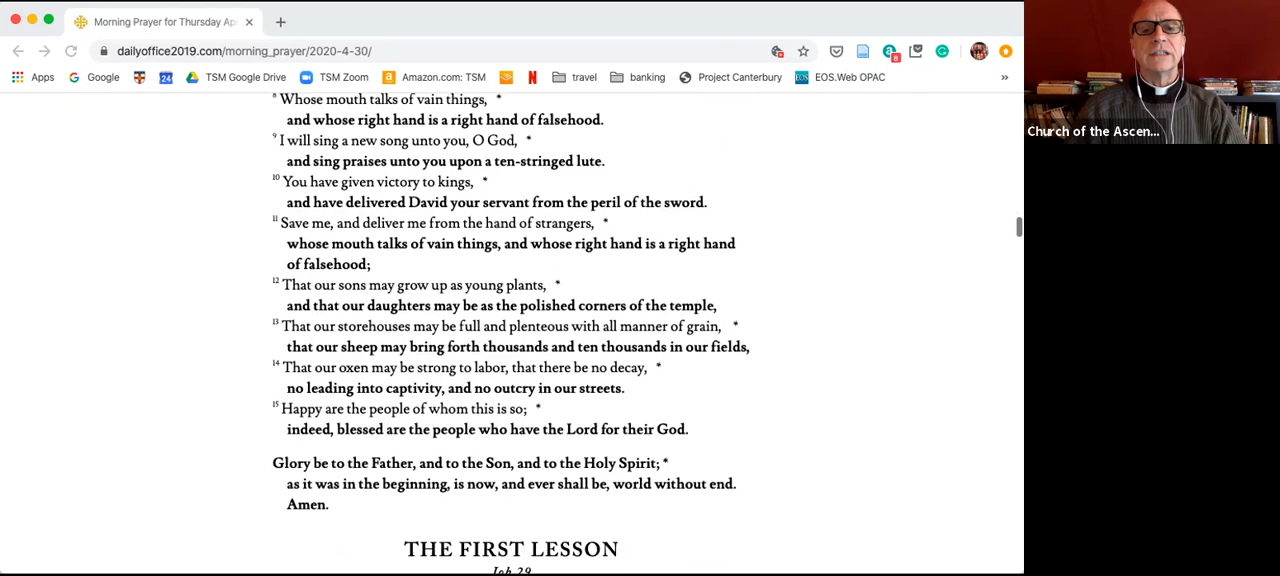 Morning Prayer for Thursday Ap
dailyoffice2019.com/morning_prayer/2020-4-30/
Apps
Google
24
TSM Google Drive
TSM Zoom
Amazon.com: TSM
travel
banking
Project Canterbury
EOS.Web OPAC
»
Church of the Ascen...
8 Whose mouth talks of vain things, *
and whose right hand is a right hand of falsehood.
9 I will sing a new song unto you, O God, *
and sing praises unto you upon a ten-stringed lute.
10 You have given victory to kings, *
and have delivered David your servant from the peril of the sword.
11 Save me, and deliver me from the hand of strangers, *
whose mouth talks of vain things, and whose right hand is a right hand
of falsehood;
12 That our sons may grow up as young plants, *
and that our daughters may be as the polished corners of the temple,
13 That our storehouses may be full and plenteous with all manner of grain, *
that our sheep may bring forth thousands and ten thousands in our fields,
14 That our oxen may be strong to labor, that there be no decay, *
no leading into captivity, and no outcry in our streets.
15 Happy are the people of whom this is so; *
indeed, blessed are the people who have the Lord for their God.
Glory be to the Father, and to the Son, and to the Holy Spirit; *
as it was in the beginning, is now, and ever shall be, world without end.
Amen.
THE FIRST LESSON
Job 29